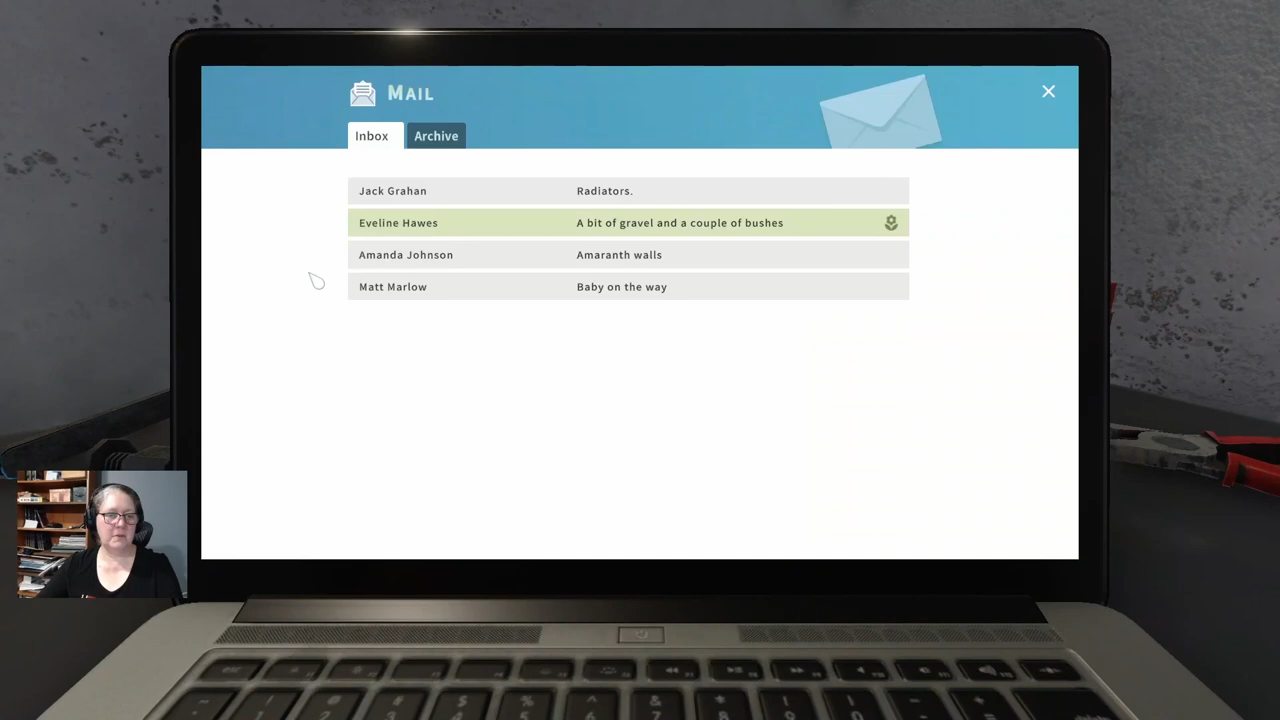 MAIL
Inbox
Archive
Jack Grahan Radiators.
Eveline Hawes A bit of gravel and a couple of bushes
Amanda Johnson Amaranth walls
Matt Marlow Baby on the way